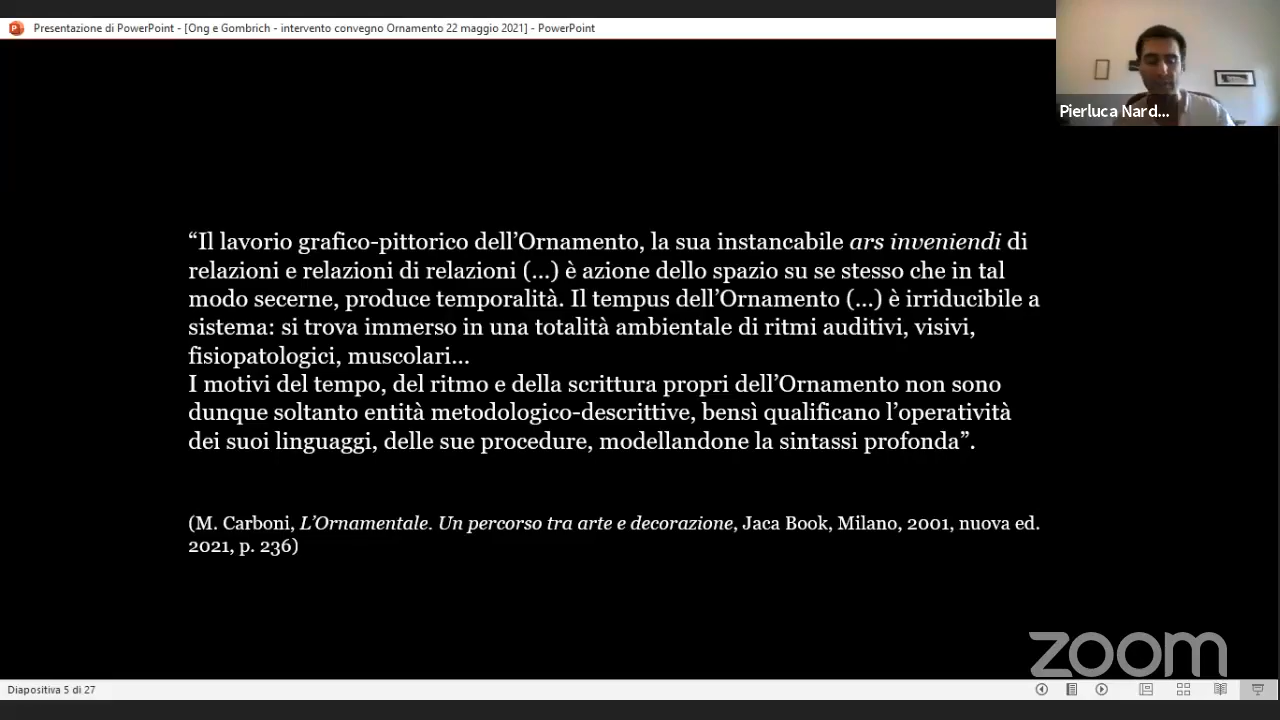 Presentazione di PowerPoint - [Ong e Gombrich - intervento convegno Ornamento 22 maggio 2021] - PowerPoint
Pierluca Nard...
“Il lavorio grafico-pittorico dell’Ornamento, la sua instancabile ars inveniendi di
relazioni e relazioni di relazioni (…) è azione dello spazio su se stesso che in tal
modo secerne, produce temporalità. Il tempus dell’Ornamento (…) è irriducibile a
sistema: si trova immerso in una totalità ambientale di ritmi auditivi, visivi,
fisiopatologici, muscolari…
I motivi del tempo, del ritmo e della scrittura propri dell’Ornamento non sono
dunque soltanto entità metodologico-descrittive, bensì qualificano l’operatività
dei suoi linguaggi, delle sue procedure, modellandone la sintassi profonda”.
(M. Carboni, L’Ornamentale. Un percorso tra arte e decorazione, Jaca Book, Milano, 2001, nuova ed.
2021, p. 236)
zoom
Diapositiva 5 di 27